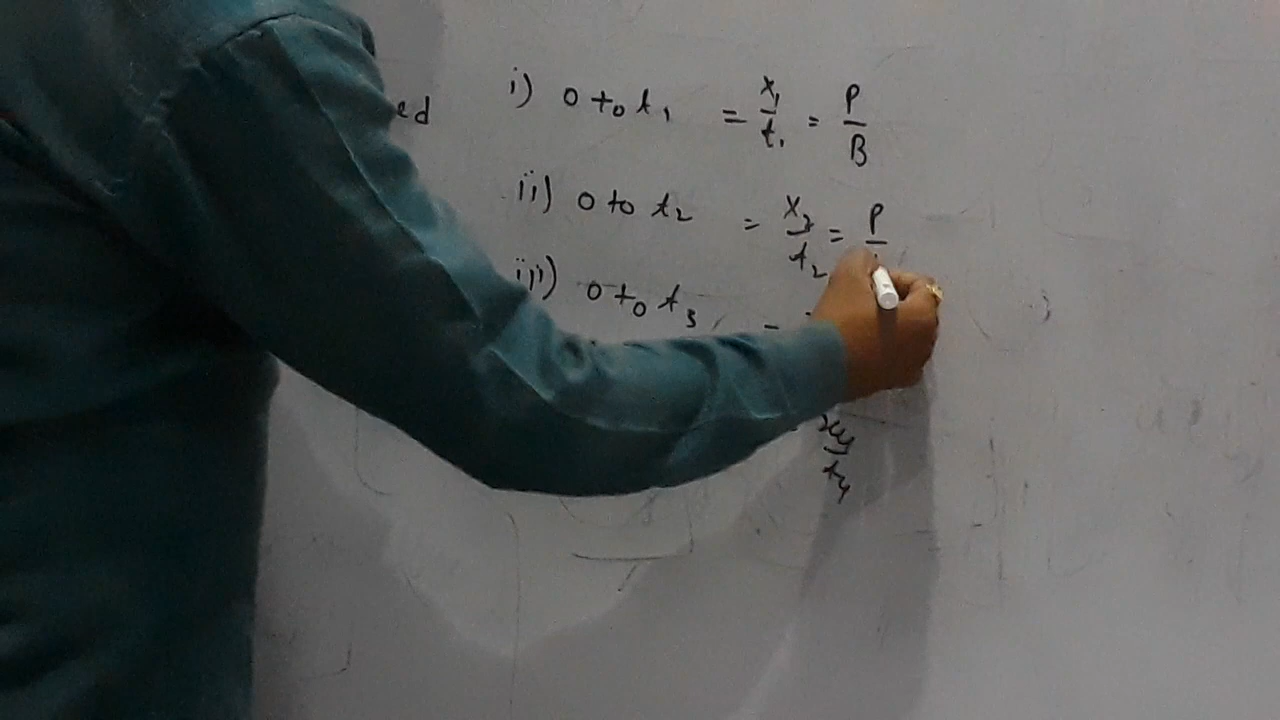 ed
i) 0 to t₁ = x₁/t₁ = P/B
ii) 0 to t₂ = x₂/t₂ = P/
iii) 0 to t₃ =
x₄/t₄